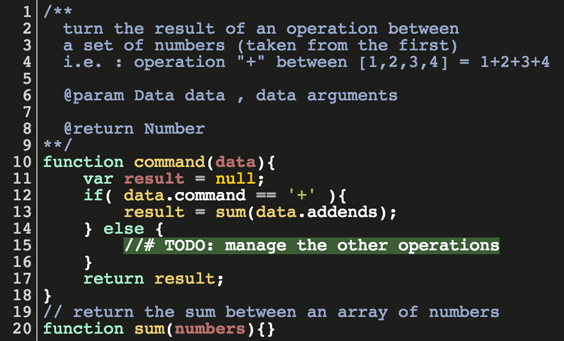 1 /**
2 turn the result of an operation between
3 a set of numbers (taken from the first)
4 i.e. : operation "+" between [1,2,3,4] = 1+2+3+4
5
6 @param Data data , data arguments
7
8 @return Number
9 **/
10 function command(data){
11 var result = null;
12 if( data.command == '+' ){
13 result = sum(data.addends);
14 } else {
15 //# TODO: manage the other operations
16 }
17 return result;
18 }
19 // return the sum between an array of numbers
20 function sum(numbers){}